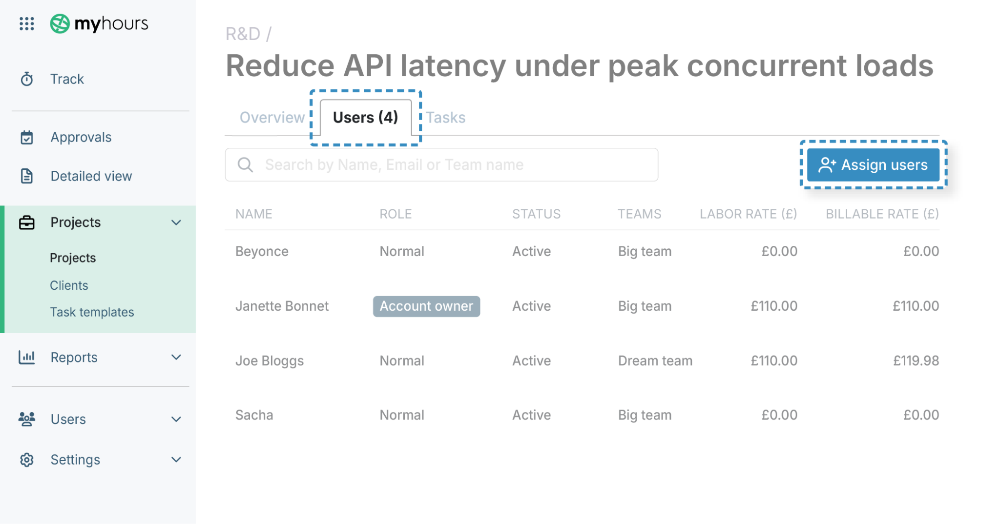 myhours
Track
Approvals
Detailed view
Projects
Projects
Clients
Task templates
Reports
Users
Settings
R&D /
Reduce API latency under peak concurrent loads
Overview Users (4) Tasks
Search by Name, Email or Team name
Assign users
NAME ROLE STATUS TEAMS LABOR RATE (£) BILLABLE RATE (£)
Beyonce Normal Active Big team £0.00 £0.00
Janette Bonnet Account owner Active Big team £110.00 £110.00
Joe Bloggs Normal Active Dream team £110.00 £119.98
Sacha Normal Active Big team £0.00 £0.00